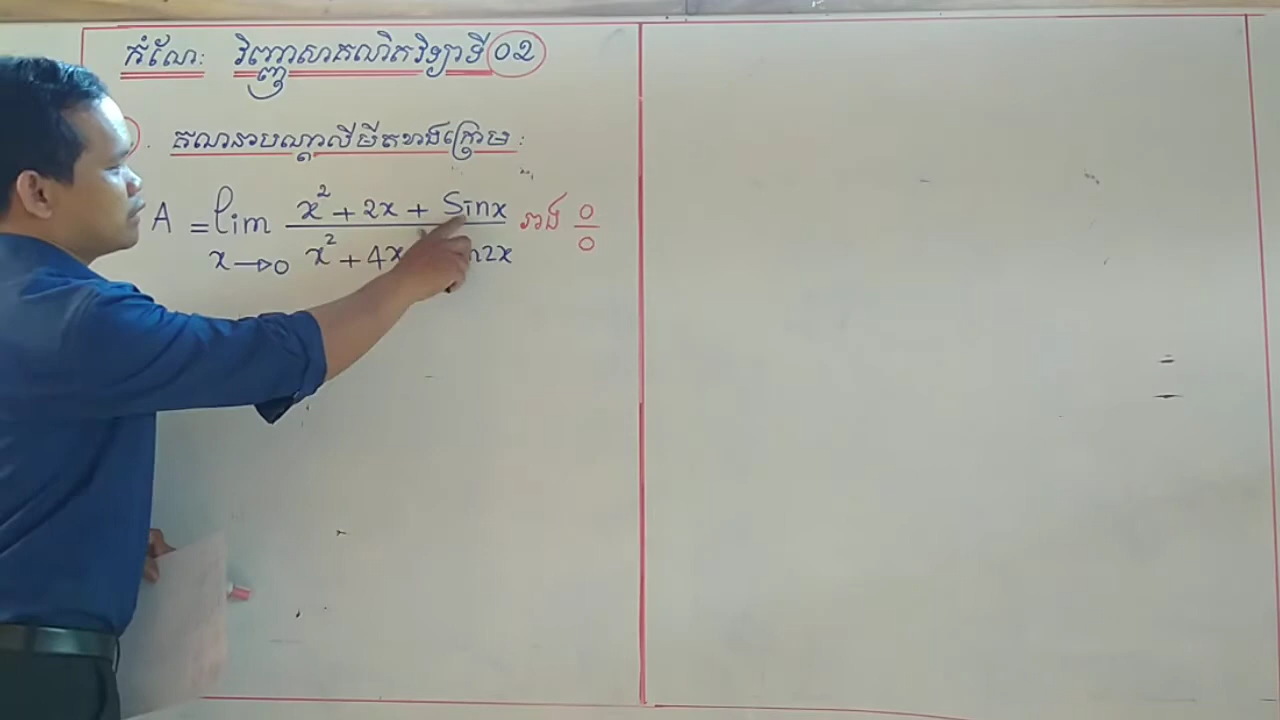 កំណែ: វិញ្ញាសាគណិតវិទ្យាទី 02
. គណនាបណ្តាលីមីតខាងក្រោម :
A = lim x² + 2x + Sinx រាង 0/0
x→0 x² + 4x n2x